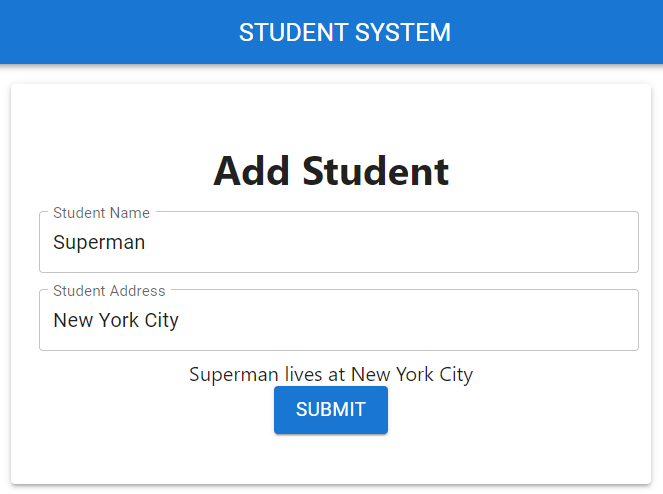 STUDENT SYSTEM
Add Student
Student Name
Superman
Student Address
New York City
Superman lives at New York City
SUBMIT